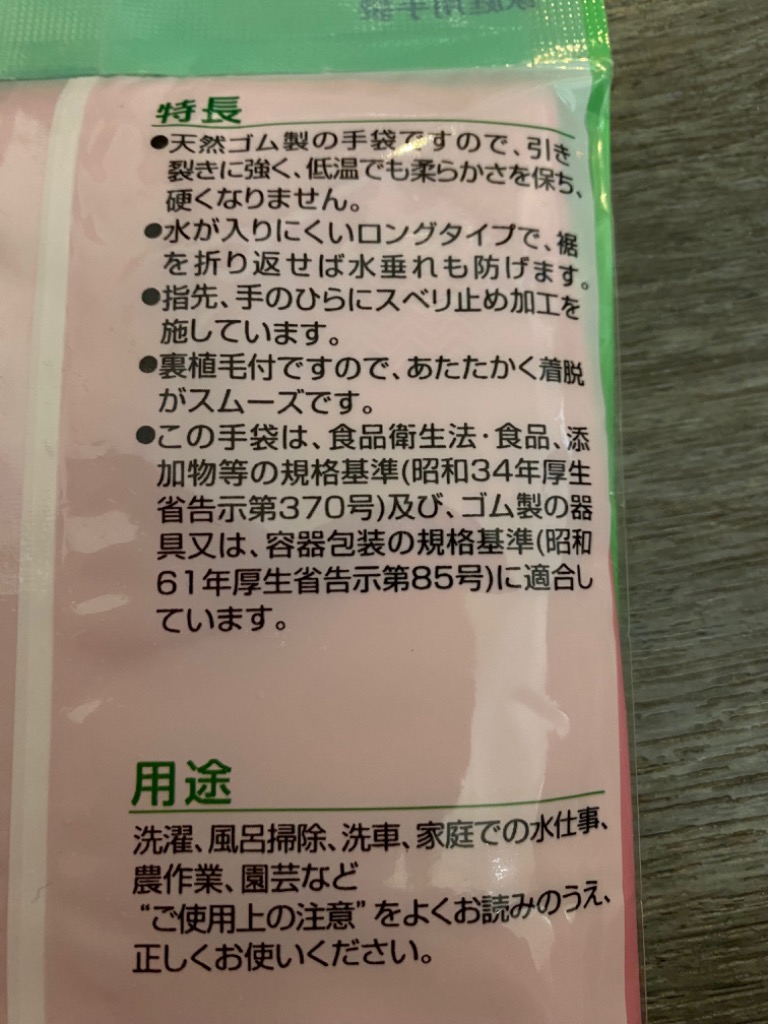 特長
●天然ゴム製の手袋ですので、引き
裂きに強く、低温でも柔らかさを保ち、
硬くなりません。
●水が入りにくいロングタイプで、裾
を折り返せば水垂れも防げます。
●指先、手のひらにスベリ止め加工を
施しています。
●裏植毛付ですので、あたたかく着脱
がスムーズです。
●この手袋は、食品衛生法・食品、添
加物等の規格基準(昭和34年厚生
省告示第370号)及び、ゴム製の器
具又は、容器包装の規格基準(昭和
61年厚生省告示第85号)に適合し
ています。
用途
洗濯、風呂掃除、洗車、家庭での水仕事、
農作業、園芸など
“ご使用上の注意”をよくお読みのうえ、
正しくお使いください。